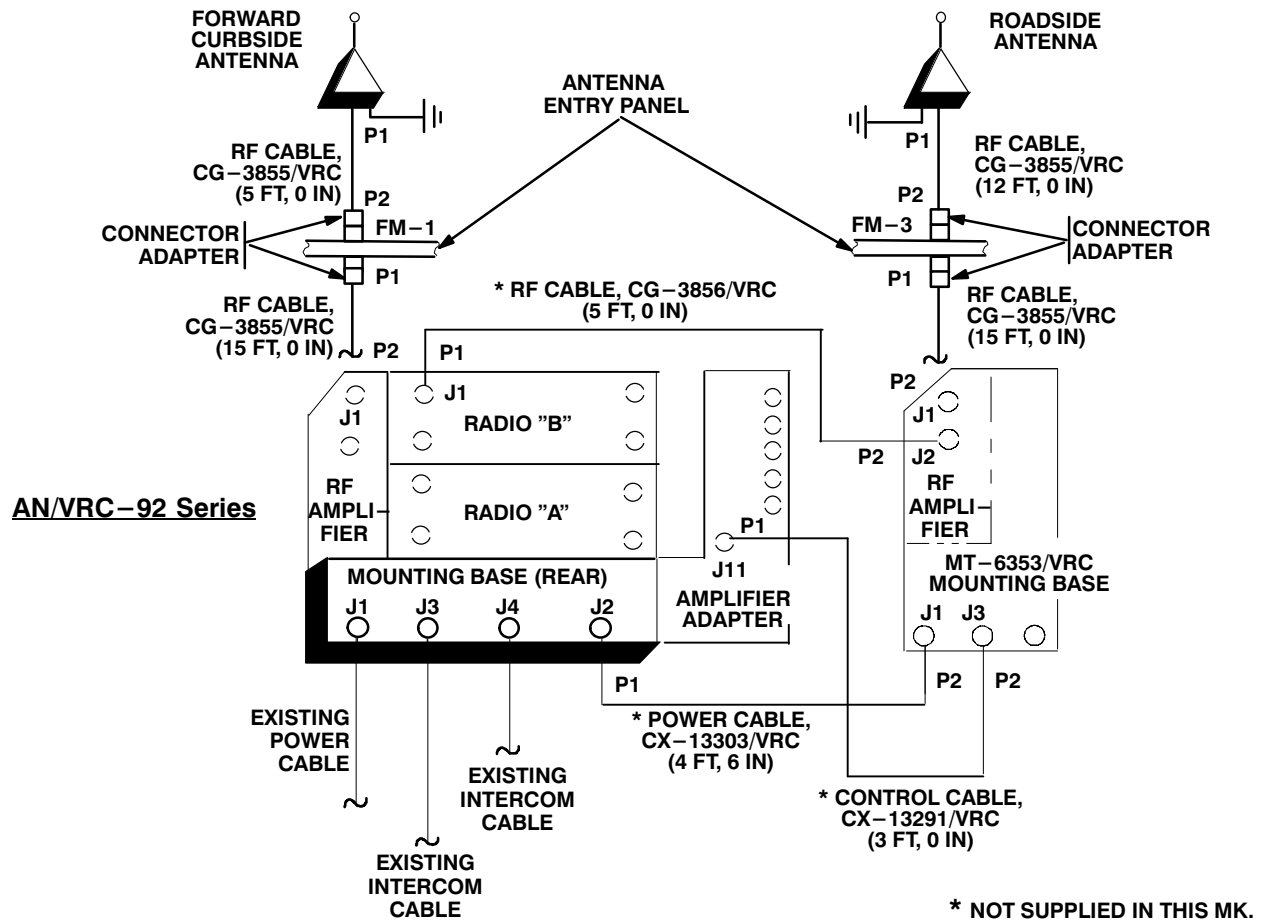 FORWARD
CURBSIDE
ANTENNA
ROADSIDE
ANTENNA
ANTENNA
ENTRY PANEL
P1
P1
RF CABLE,
CG–3855/VRC
(5 FT, 0 IN)
RF CABLE,
CG–3855/VRC
(12 FT, 0 IN)
P2
P2
FM–1
FM–3
CONNECTOR
ADAPTER
CONNECTOR
ADAPTER
P1
P1
* RF CABLE, CG–3856/VRC
(5 FT, 0 IN)
RF CABLE,
CG–3855/VRC
(15 FT, 0 IN)
RF CABLE,
CG–3855/VRC
(15 FT, 0 IN)
P2
P1
P2
J1
J1
RADIO ”B”
J1
P2
J2
AN/VRC–92 Series
RF
AMPLI–
FIER
RADIO ”A”
RF
AMPLI–
FIER
P1
J11
AMPLIFIER
ADAPTER
MT–6353/VRC
MOUNTING BASE
MOUNTING BASE (REAR)
J1
J3
J4
J2
J1
J3
P1
P2
P2
EXISTING
POWER
CABLE
* POWER CABLE,
CX–13303/VRC
(4 FT, 6 IN)
EXISTING
INTERCOM
CABLE
* CONTROL CABLE,
CX–13291/VRC
(3 FT, 0 IN)
EXISTING
INTERCOM
CABLE
* NOT SUPPLIED IN THIS MK.